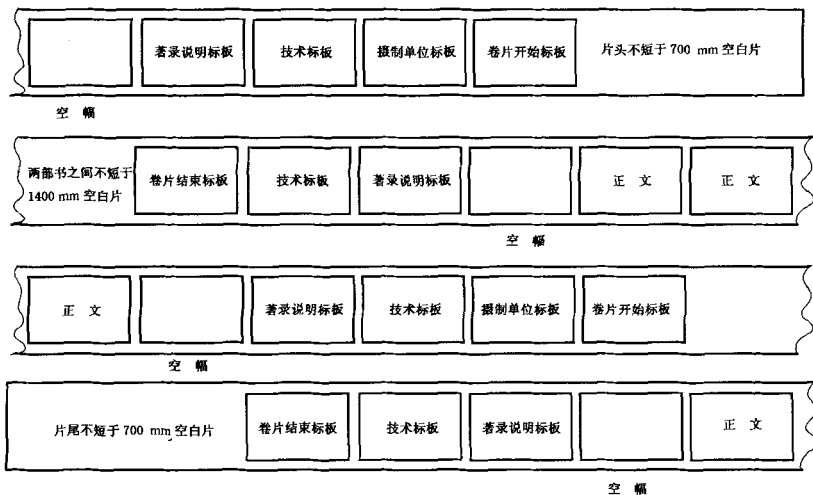 著录说明标板 技术标板 摄制单位标板 卷片开始标板 片头不短于 700 mm 空白片
空 幅
两部书之间不短于
1400 mm 空白片
卷片结束标板 技术标板 著录说明标板 正 文 正 文
空 幅
正 文 著录说明标板 技术标板 摄制单位标板 卷片开始标板
空 幅
片尾不短于 700 mm 空白片 卷片结束标板 技术标板 著录说明标板 正 文
空 幅